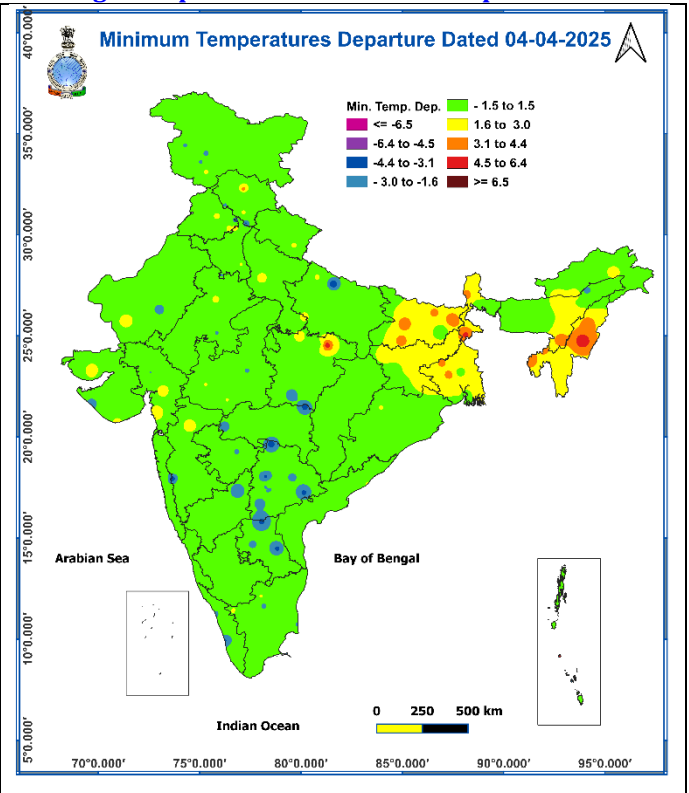 Minimum Temperatures Departure Dated 04-04-2025
Min. Temp. Dep.
<= -6.5
-6.4 to -4.5
-4.4 to -3.1
- 3.0 to -1.6
- 1.5 to 1.5
1.6 to 3.0
3.1 to 4.4
4.5 to 6.4
>= 6.5
40°0.000'
35°0.000'
30°0.000'
25°0.000'
20°0.000'
15°0.000'
10°0.000'
5°0.000'
Arabian Sea
Bay of Bengal
Indian Ocean
0 250 500 km
70°0.000' 75°0.000' 80°0.000' 85°0.000' 90°0.000' 95°0.000'